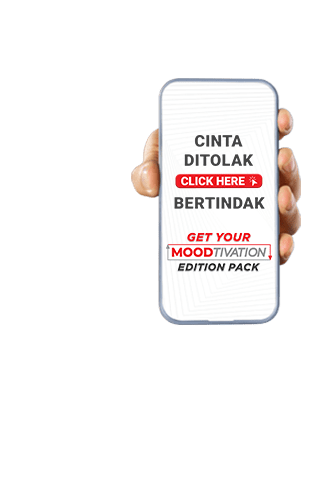 CINTA
DITOLAK
CLICK HERE
BERTINDAK
GET YOUR
MOODTIVATION
EDITION PACK